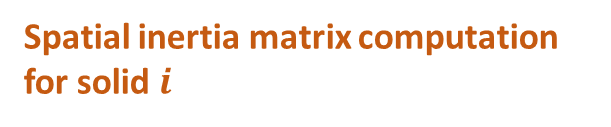 Spatial inertia matrix computation
for solid i